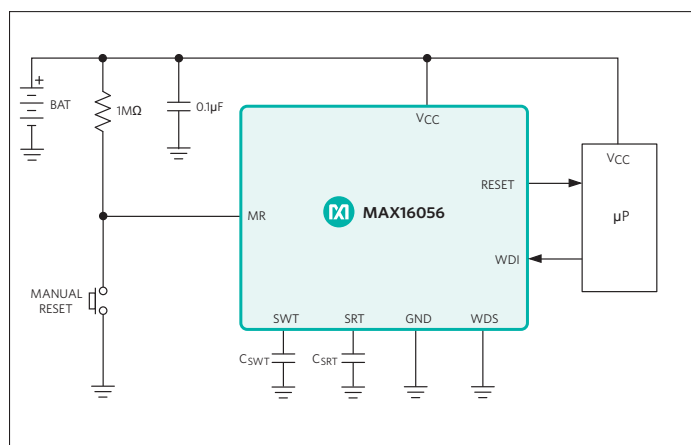 +
BAT
1MΩ
0.1µF
VCC
VCC
RESET
µP
MR
MAX16056
WDI
MANUAL
RESET
SWT
SRT
GND
WDS
CSWT
CSRT